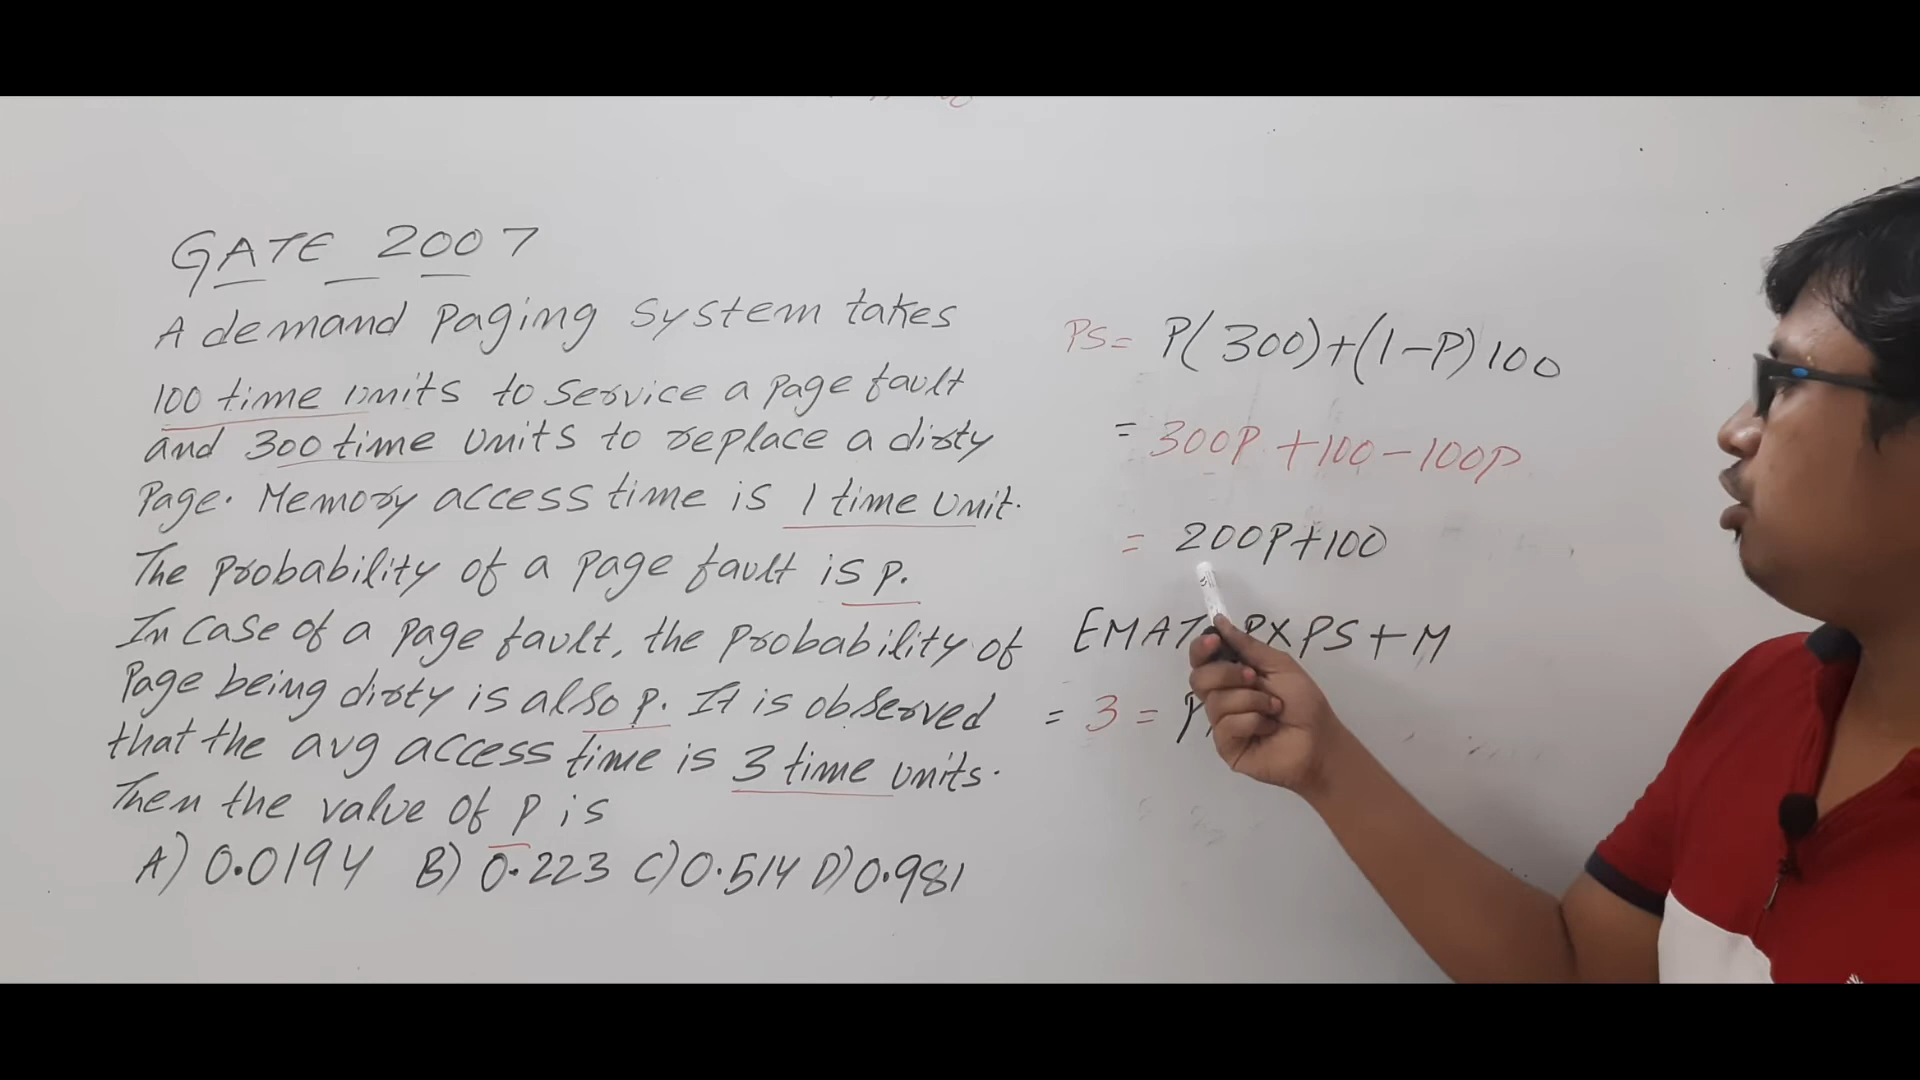 GATE 2007
A demand paging system takes
100 time units to service a page fault
and 300 time units to replace a dirty
Page. Memory access time is 1 time unit.
The probability of a page fault is p.
In case of a page fault, the probability of
Page being dirty is also p. It is observed
that the avg access time is 3 time units.
Then the value of p is
A) 0.0194 B) 0.223 C) 0.514 D) 0.981
PS = P(300)+(1-P)100
= 300P+100-100P
= 200P+100
EMAT PXPS+M
= 3 = P